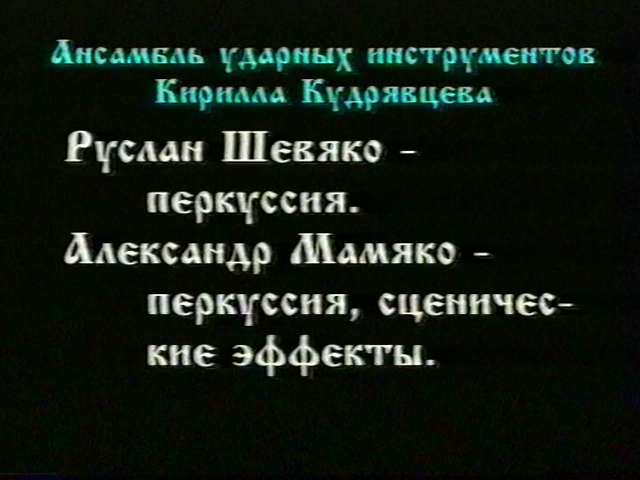 Ансамбль ударных инструментов
Кирилла Кудрявцева
Руслан Шевяко -
перкуссия.
Александр Мамяко -
перкуссия, сценичес-
кие эффекты.